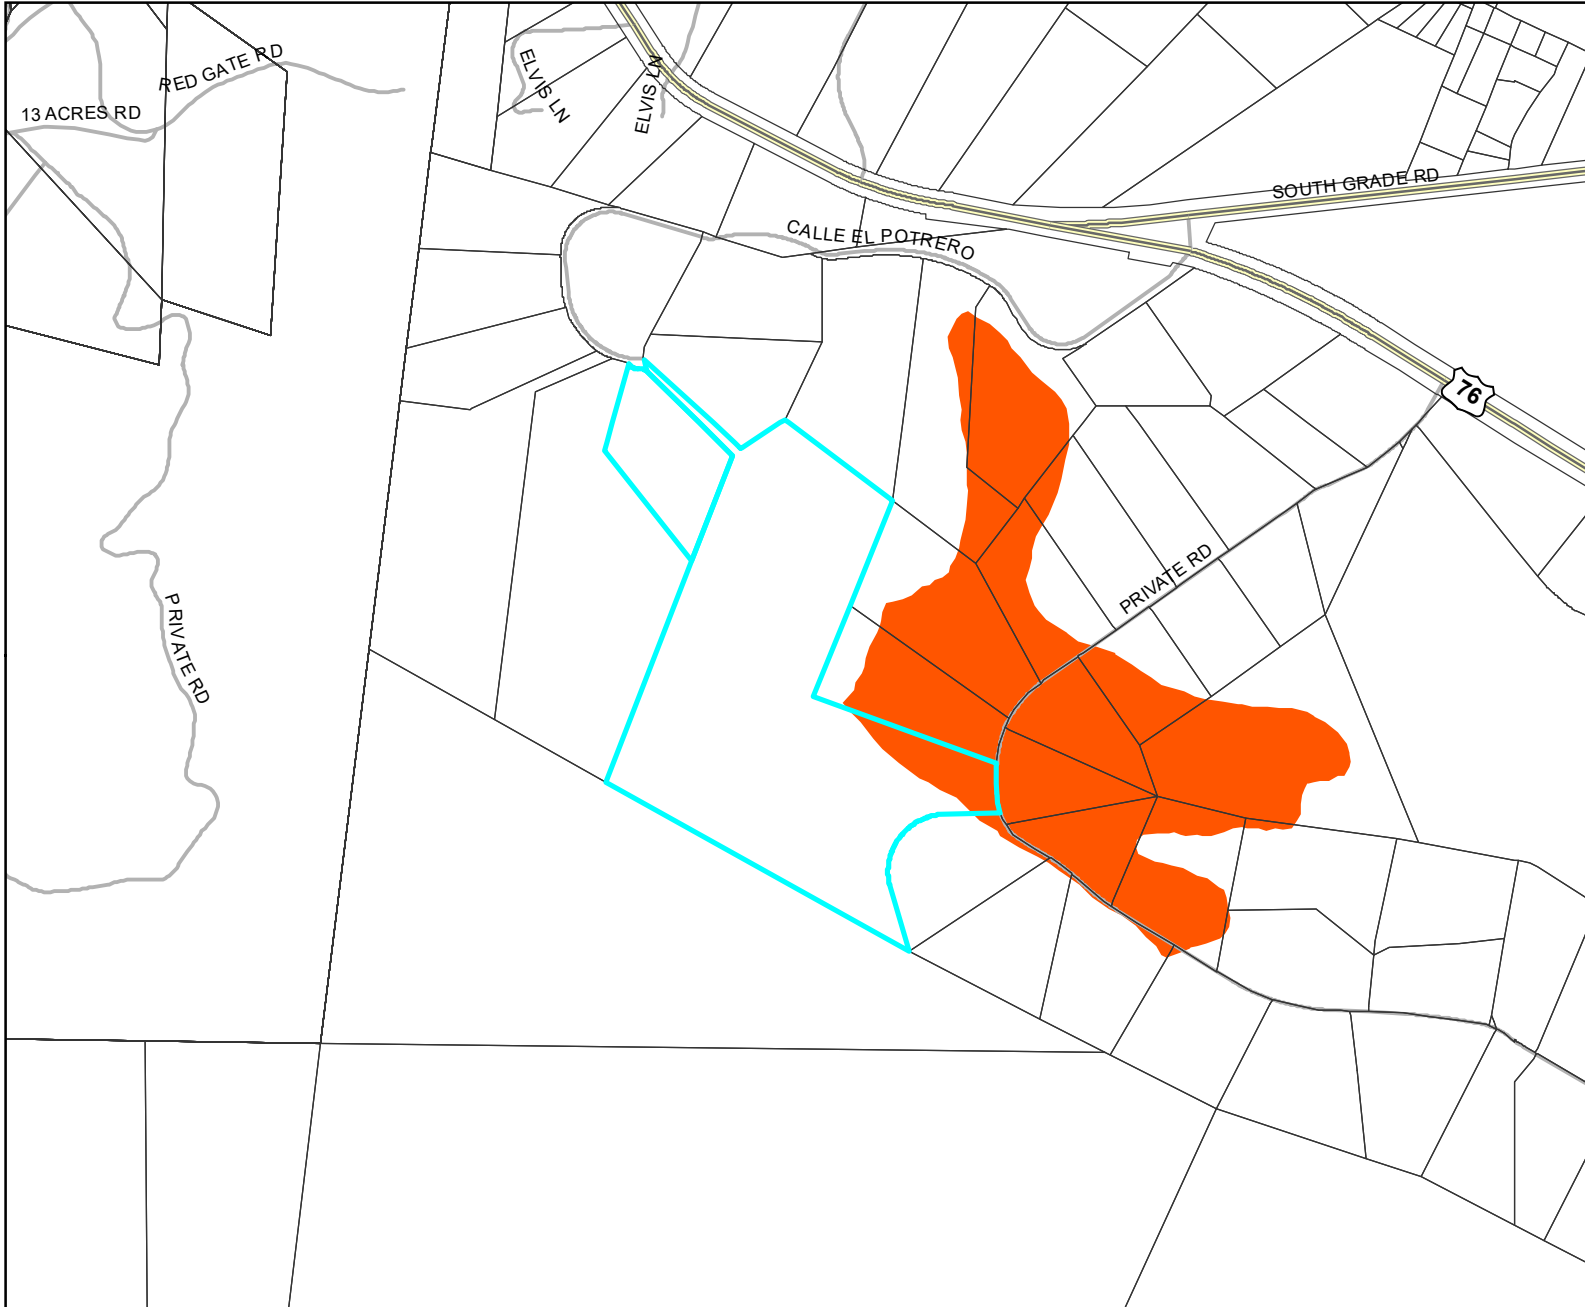 RED GATE RD
13 ACRES RD
ELVIS LN
ELVIS LN
SOUTH GRADE RD
CALLE EL POTRERO
76
PRIVATE RD
PRIVATE RD